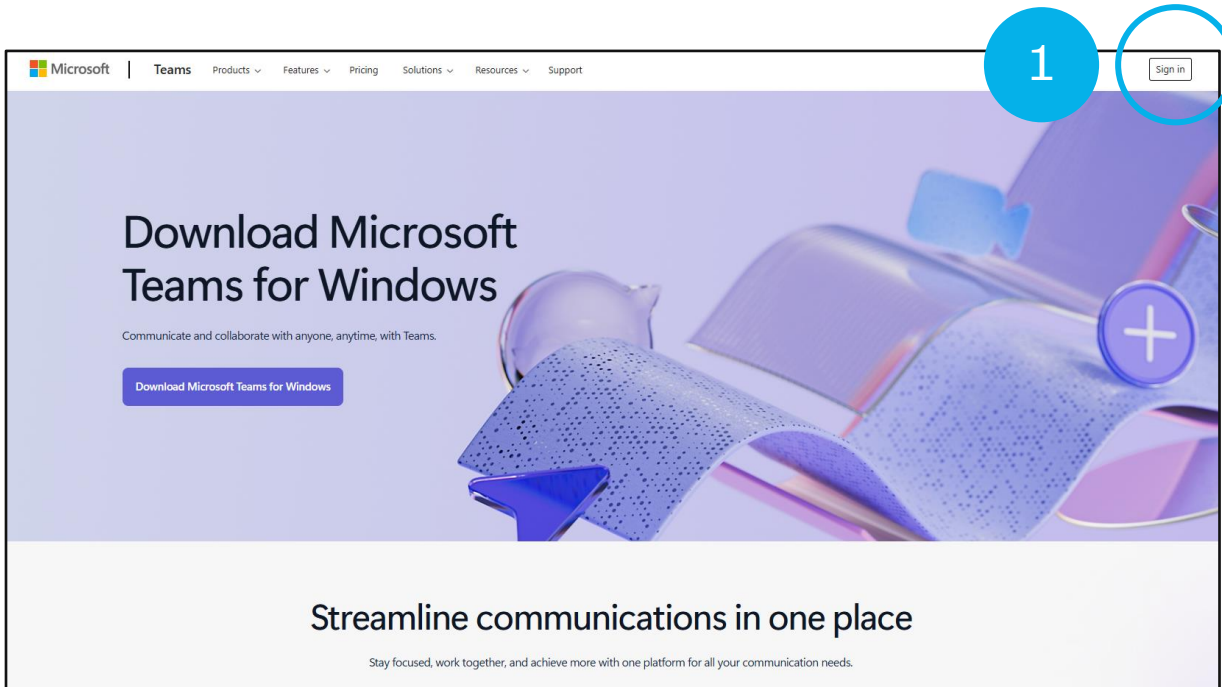 1
Microsoft Teams Products Features Pricing Solutions Resources Support Sign in
Download Microsoft
Teams for Windows
Communicate and collaborate with anyone, anytime, with Teams.
Download Microsoft Teams for Windows
Streamline communications in one place
Stay focused, work together, and achieve more with one platform for all your communication needs.